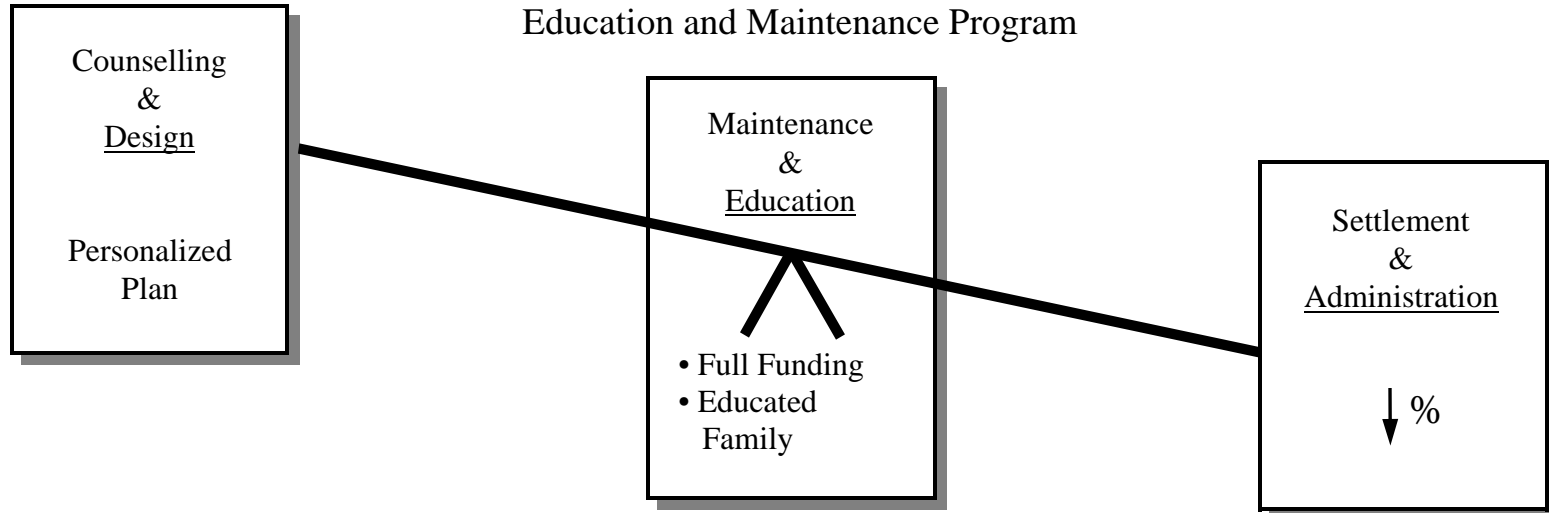 Education and Maintenance Program
Counselling
&
Design
Personalized
Plan
Maintenance
&
Education
• Full Funding
• Educated
Family
Settlement
&
Administration
↓ %